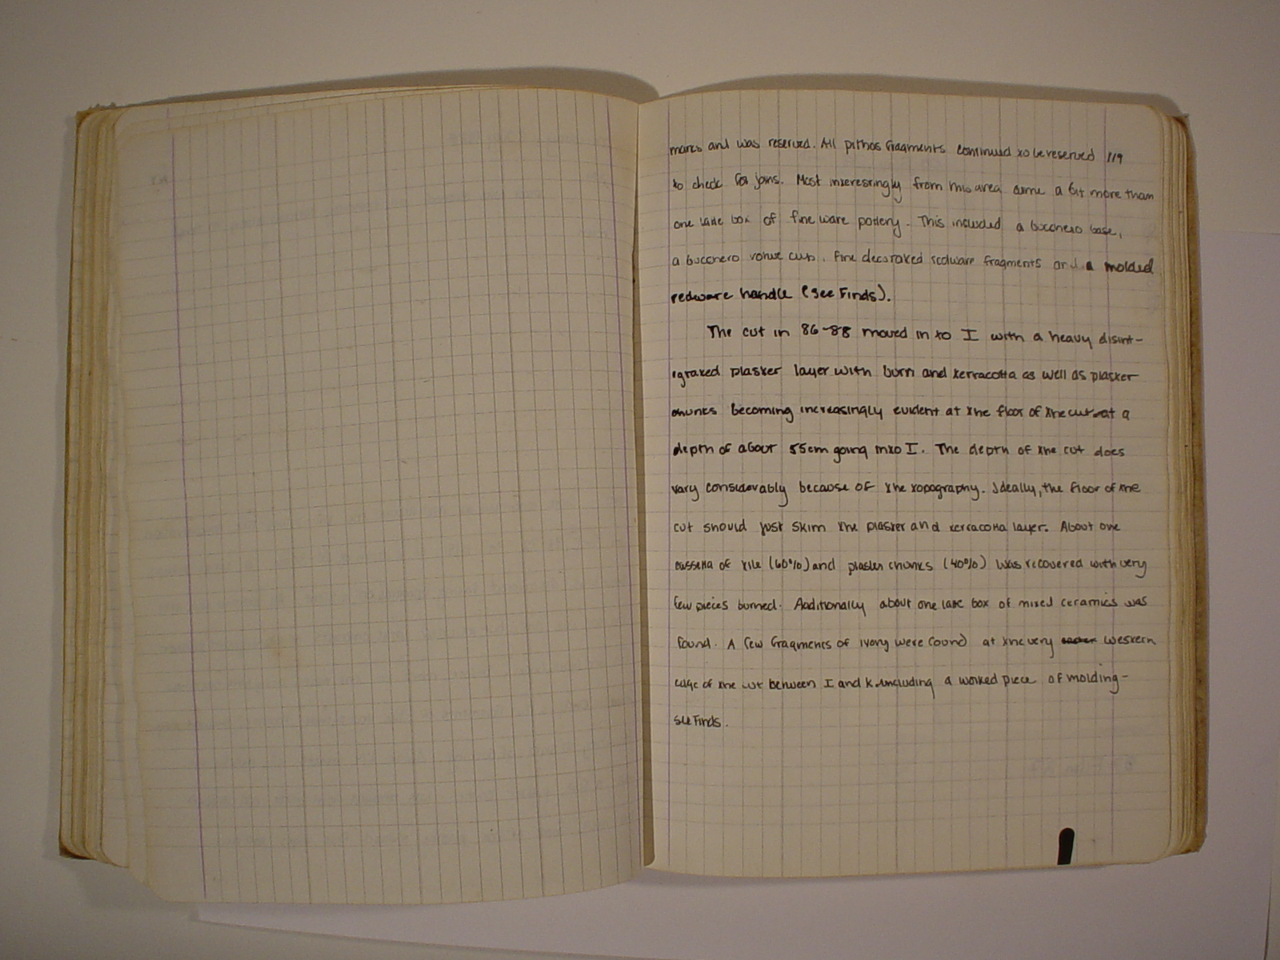 marks and was reserved. All pithos fragments continued to be reserved 119
to check for joins. Most interestingly from this area came a bit more than
one latte box of fine ware pottery. This included a bucchero base,
a bucchero votive cup, fine decorated redware fragments and a molded
redware handle (see Finds).
The cut in 86-88 moved in to I with a heavy disint-
igrated plaster layer with burn and terracotta as well as plaster
chunks becoming increasingly evident at the floor of the cut at a
depth of about 55cm going into I. The depth of the cut does
vary considerably because of the topography. Ideally, the floor of the
cut should just skim the plaster and terracotta layer. About one
cassetta of tile (60%) and plaster chunks (40%) was recovered with very
few pieces burned. Additionally about one latte box of mixed ceramics was
found. A few fragments of ivory were found at the very western
edge of the cut between I and K including a worked piece of molding-
see Finds.